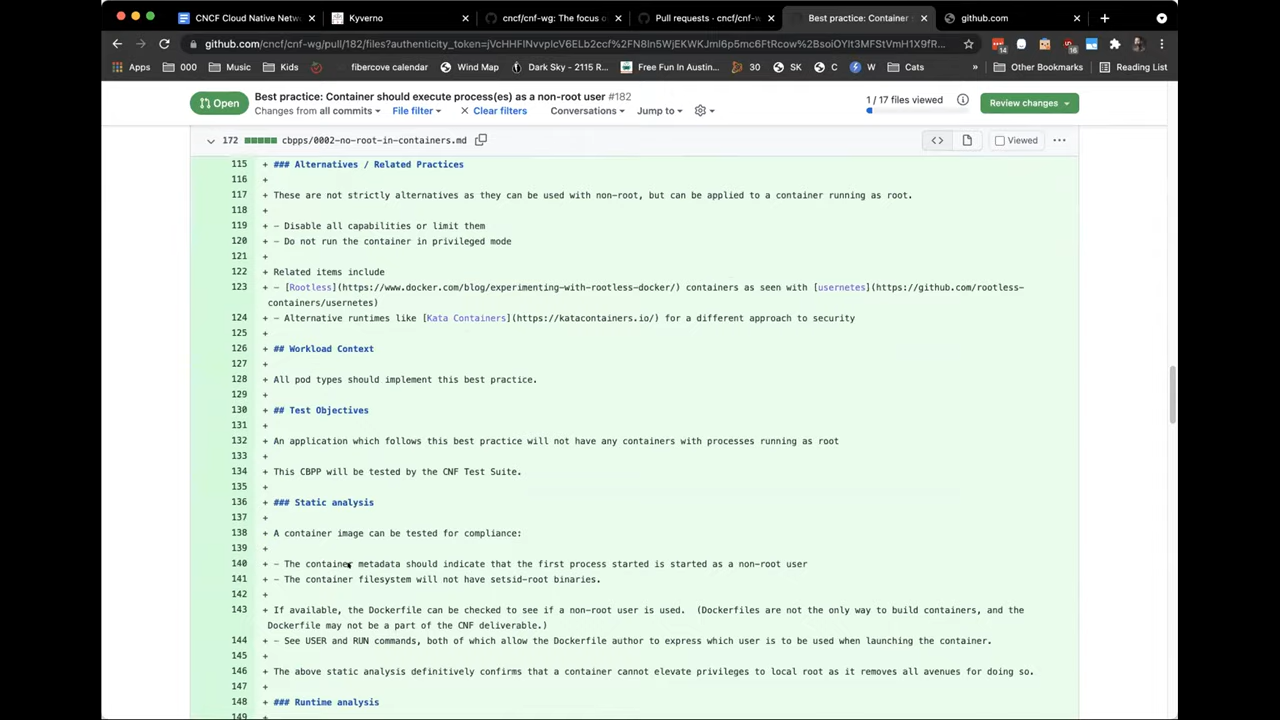 CNCF Cloud Native Netw
Kyverno
cncf/cnf-wg: The focus o
Pull requests · cncf/cnf-w
Best practice: Container s
github.com
github.com/cncf/cnf-wg/pull/182/files?authenticity_token=jVcHHFlNvvplcV6ELb2ccf%2FN8ln5WjEKWKJml6p5mc6FtRcow%2BsoiOYlt3MFStVmH1X9fR...
Apps
000
Music
Kids
fibercove calendar
Wind Map
Dark Sky - 2115 R...
Free Fun In Austin...
30
SK
C
W
Cats
»
Other Bookmarks
Reading List
Open
Best practice: Container should execute process(es) as a non-root user #182
Changes from all commits
File filter
Clear filters
Conversations
Jump to
1 / 17 files viewed
Review changes
172 cbpps/0002-no-root-in-containers.md
Viewed
115 + ### Alternatives / Related Practices
116 +
117 + These are not strictly alternatives as they can be used with non-root, but can be applied to a container running as root.
118 +
119 + - Disable all capabilities or limit them
120 + - Do not run the container in privileged mode
121 +
122 + Related items include
123 + - [Rootless](https://www.docker.com/blog/experimenting-with-rootless-docker/) containers as seen with [usernetes](https://github.com/rootless-
containers/usernetes)
124 + - Alternative runtimes like [Kata Containers](https://katacontainers.io/) for a different approach to security
125 +
126 + ## Workload Context
127 +
128 + All pod types should implement this best practice.
129 +
130 + ## Test Objectives
131 +
132 + An application which follows this best practice will not have any containers with processes running as root
133 +
134 + This CBPP will be tested by the CNF Test Suite.
135 +
136 + ### Static analysis
137 +
138 + A container image can be tested for compliance:
139 +
140 + - The container metadata should indicate that the first process started is started as a non-root user
141 + - The container filesystem will not have setsid-root binaries.
142 +
143 + If available, the Dockerfile can be checked to see if a non-root user is used.  (Dockerfiles are not the only way to build containers, and the
Dockerfile may not be a part of the CNF deliverable.)
144 + - See USER and RUN commands, both of which allow the Dockerfile author to express which user is to be used when launching the container.
145 +
146 + The above static analysis definitively confirms that a container cannot elevate privileges to local root as it removes all avenues for doing so.
147 +
148 + ### Runtime analysis
149 +